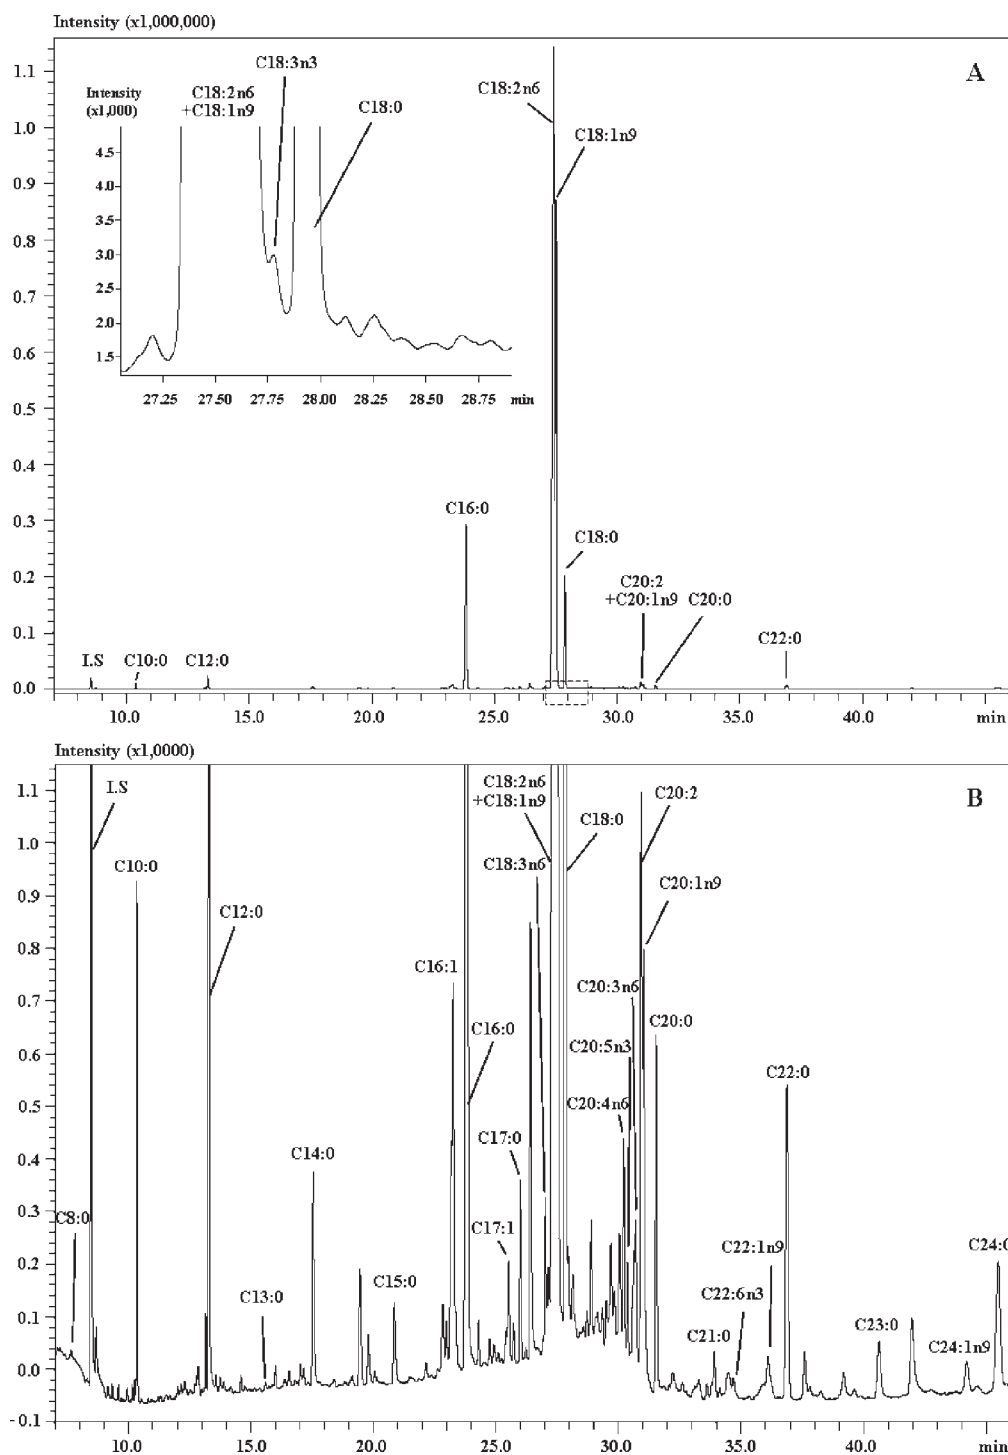 Intensity (x1,000,000)
A
1.1
1.0
0.9
0.8
0.7
0.6
0.5
0.4
0.3
0.2
0.1
0.0
Intensity
(x1,000)
C18:2n6
+C18:1n9
C18:3n3
C18:0
4.5
4.0
3.5
3.0
2.5
2.0
1.5
27.25 27.50 27.75 28.00 28.25 28.50 28.75 min
C18:2n6
C18:1n9
C16:0
C18:0
C20:2
+C20:1n9
C20:0
C22:0
I.S
C10:0
C12:0
10.0 15.0 20.0 25.0 30.0 35.0 40.0 min
Intensity (x1,0000)
B
1.1
1.0
0.9
0.8
0.7
0.6
0.5
0.4
0.3
0.2
0.1
0.0
-0.1
I.S
C10:0
C12:0
C8:0
C13:0
C14:0
C15:0
C16:1
C16:0
C17:1
C17:0
C18:3n6
C18:2n6
+C18:1n9
C18:0
C20:2
C20:1n9
C20:3n6
C20:0
C20:5n3
C20:4n6
C22:0
C22:1n9
C22:6n3
C21:0
C23:0
C24:1n9
C24:0
10.0 15.0 20.0 25.0 30.0 35.0 40.0 min